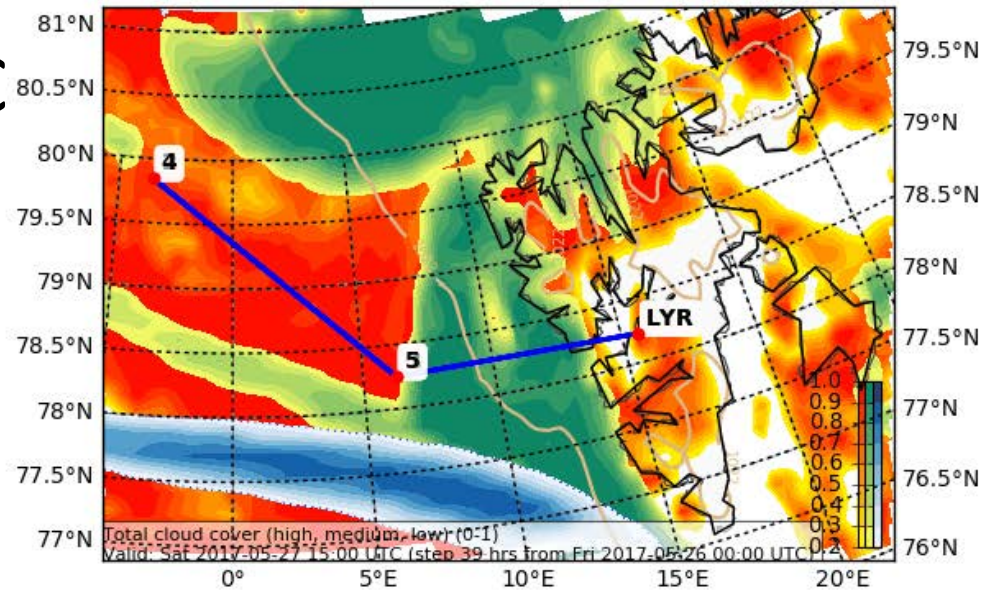 81°N
80.5°N
80°N
79.5°N
79°N
78.5°N
78°N
77.5°N
77°N
79.5°N
79°N
78.5°N
78°N
77.5°N
77°N
76.5°N
76°N
4
5
LYR
1.0
0.9
0.8
0.7
0.6
0.5
0.4
0.3
0.2
Total cloud cover (high, medium, low) (0-1)
Valid: Sat 2017-05-27 15:00 UTC (step 39 hrs from Fri 2017-05-26 00:00 UTC)
0°
5°E
10°E
15°E
20°E